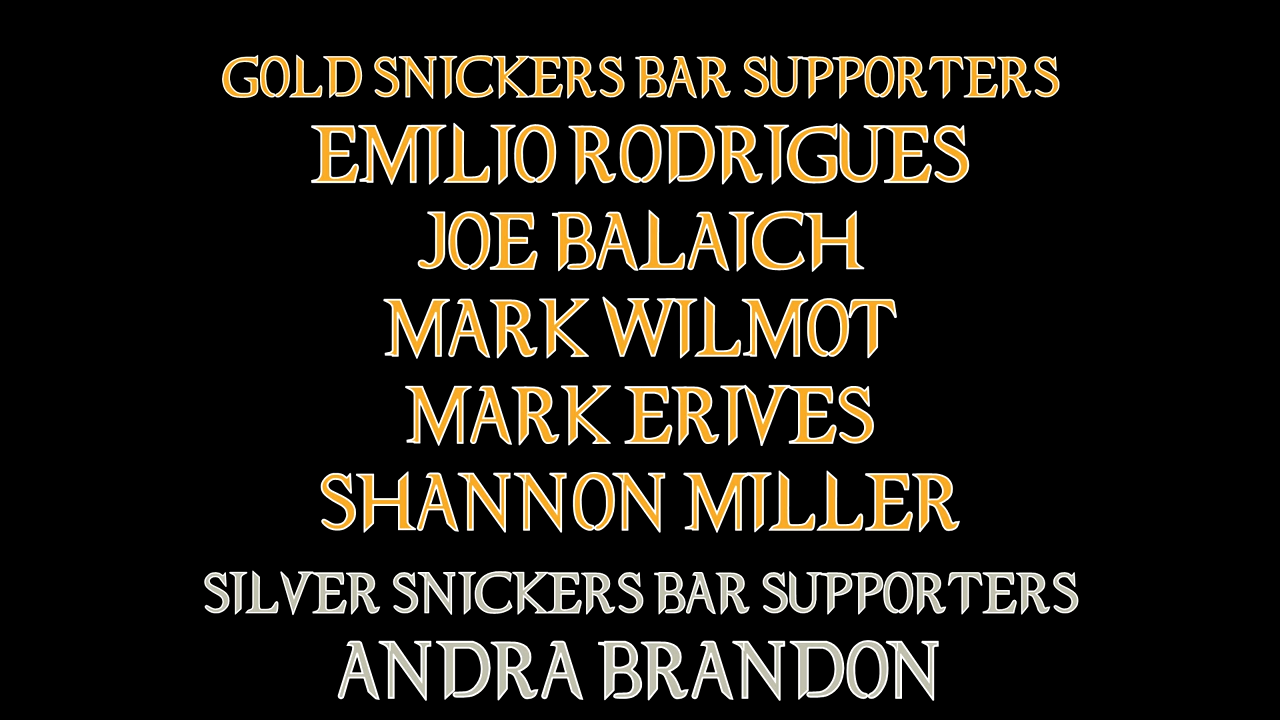 GOLD SNICKERS BAR SUPPORTERS
EMILIO RODRIGUES
JOE BALAICH
MARK WILMOT
MARK ERIVES
SHANNON MILLER
SILVER SNICKERS BAR SUPPORTERS
ANDRA BRANDON